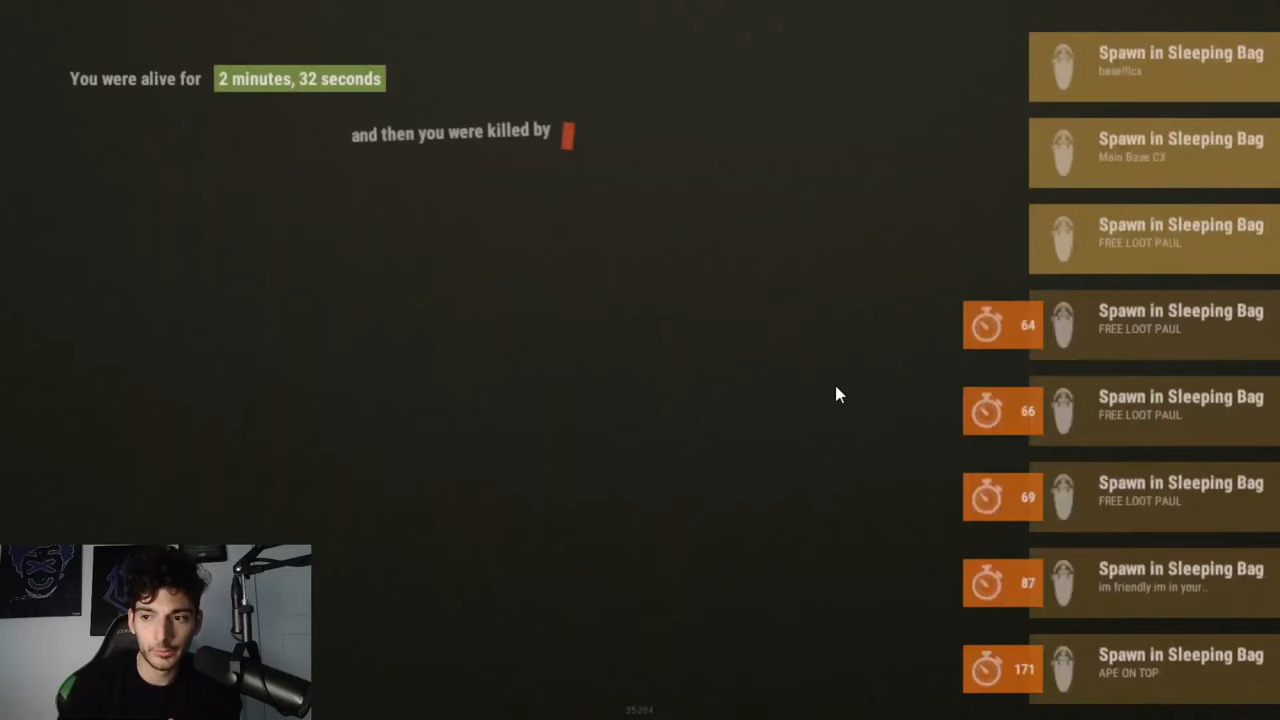 You were alive for 2 minutes, 32 seconds
and then you were killed by
Spawn in Sleeping Bag
base!!cx
Spawn in Sleeping Bag
Main Base CX
Spawn in Sleeping Bag
FREE LOOT PAUL
64 Spawn in Sleeping Bag
FREE LOOT PAUL
66 Spawn in Sleeping Bag
FREE LOOT PAUL
69 Spawn in Sleeping Bag
FREE LOOT PAUL
87 Spawn in Sleeping Bag
im friendly im in your..
171 Spawn in Sleeping Bag
APE ON TOP